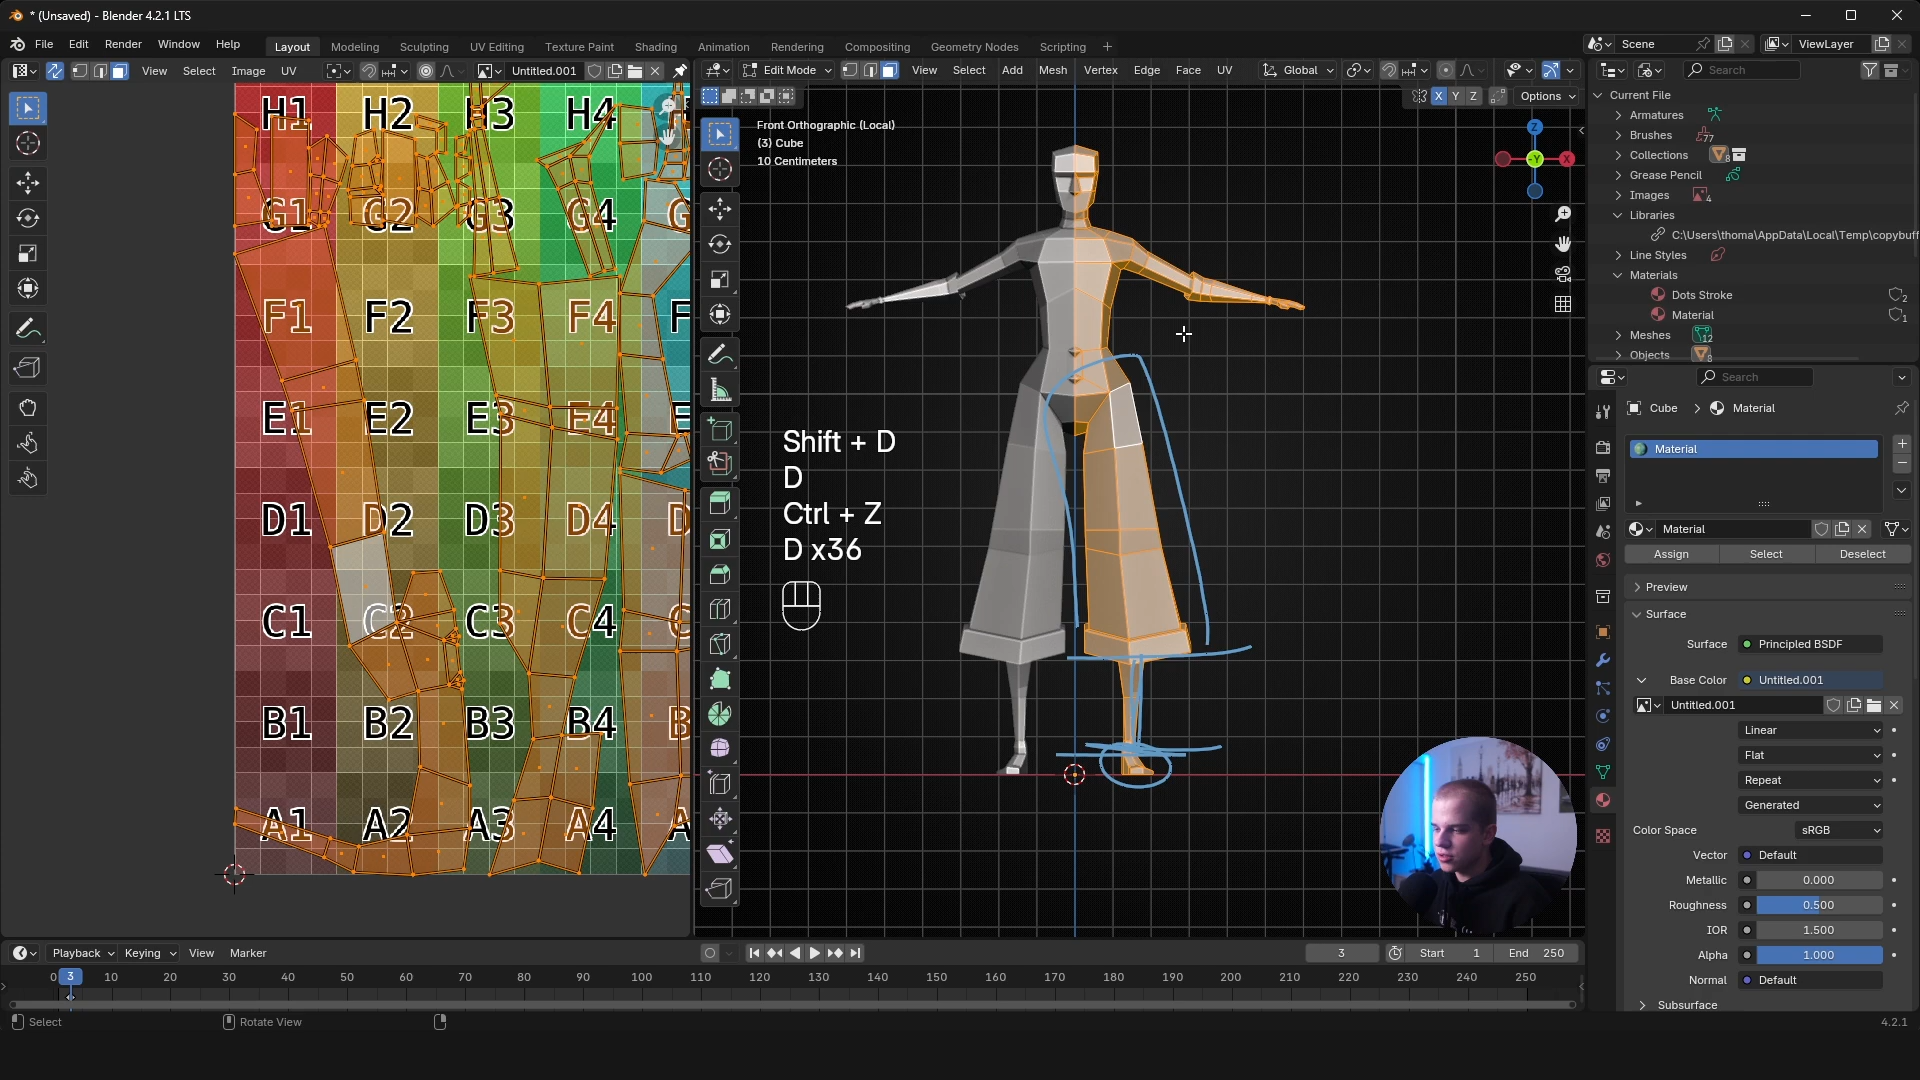 * (Unsaved) - Blender 4.2.1 LTS
File Edit Render Window Help Layout Modeling Sculpting UV Editing Texture Paint Shading Animation Rendering Compositing Geometry Nodes Scripting + Scene ViewLayer
View Select Image UV Untitled.001 Edit Mode View Select Add Mesh Vertex Edge Face UV Global Search
X Y Z Options
Front Orthographic (Local)
(3) Cube
10 Centimeters
Z
-Y
X
H1 H2 H3 H4
G1 G2 G3 G4
F1 F2 F3 F4
E1 E2 E3 E4
D1 D2 D3 D4
C1 C2 C3 C4
B1 B2 B3 B4
A1 A2 A3 A4
Shift + D
D
Ctrl + Z
D x36
Current File
Armatures
Brushes 77
Collections 8
Grease Pencil
Images 4
Libraries
C:\Users\thoma\AppData\Local\Temp\copybuff
Line Styles
Materials
Dots Stroke 2
Material 1
Meshes 12
Objects 8
Search
Cube > Material
Material
Material
Assign Select Deselect
Preview
Surface
Surface Principled BSDF
Base Color Untitled.001
Untitled.001
Linear
Flat
Repeat
Generated
Color Space sRGB
Vector Default
Metallic 0.000
Roughness 0.500
IOR 1.500
Alpha 1.000
Normal Default
Subsurface
Playback Keying View Marker 3 Start 1 End 250
0 3 10 20 30 40 50 60 70 80 90 100 110 120 130 140 150 160 170 180 190 200 210 220 230 240 250
Select Rotate View 4.2.1